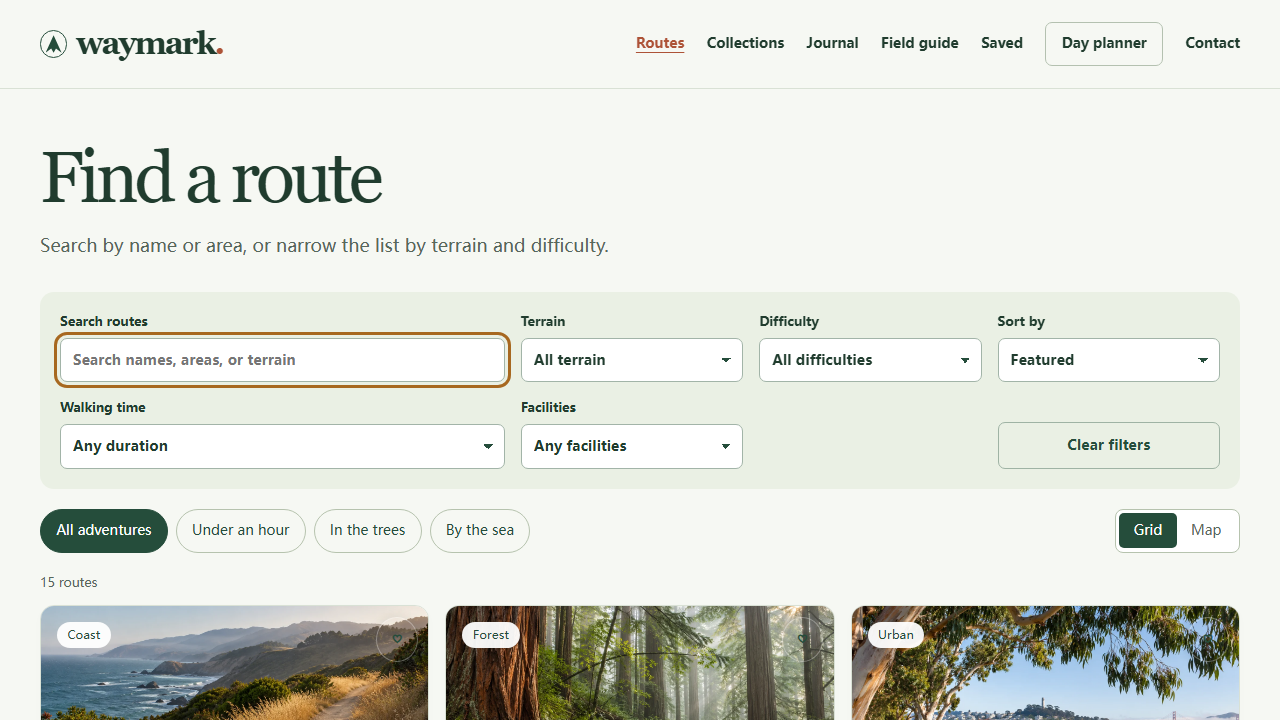 waymark.
Routes
Collections
Journal
Field guide
Saved
Day planner
Contact
Find a route
Search by name or area, or narrow the list by terrain and difficulty.
Search routes
Search names, areas, or terrain
Terrain
All terrain
Difficulty
All difficulties
Sort by
Featured
Walking time
Any duration
Facilities
Any facilities
Clear filters
All adventures
Under an hour
In the trees
By the sea
Grid
Map
15 routes
Coast
Forest
Urban